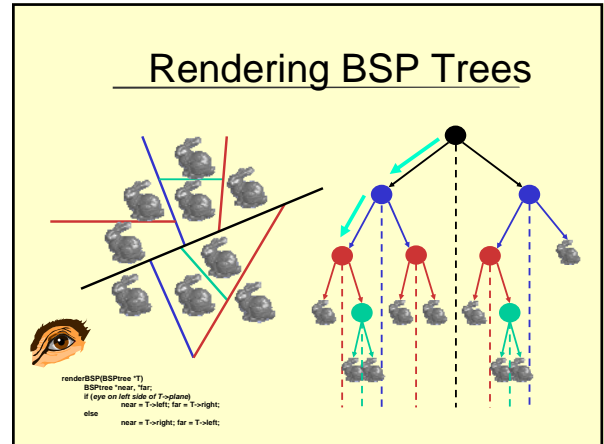 Rendering BSP Trees
renderBSP(BSPtree *T)
BSPtree *near, *far;
if (eye on left side of T->plane)
near = T->left; far = T->right;
else
near = T->right; far = T->left;